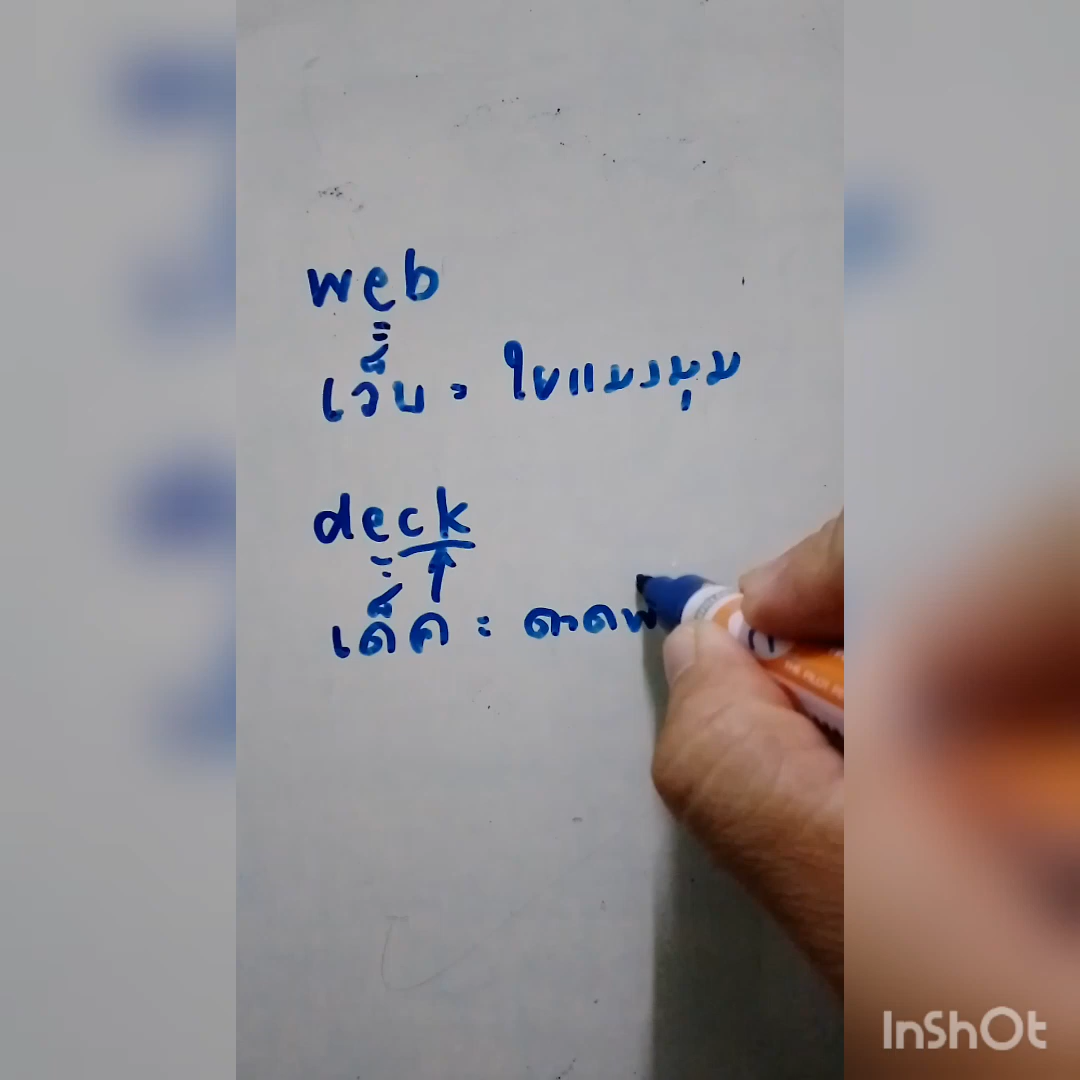 web
เว็บ = ใยแมงมุม
deck
เด็ค = ดาดฟ
InShOt